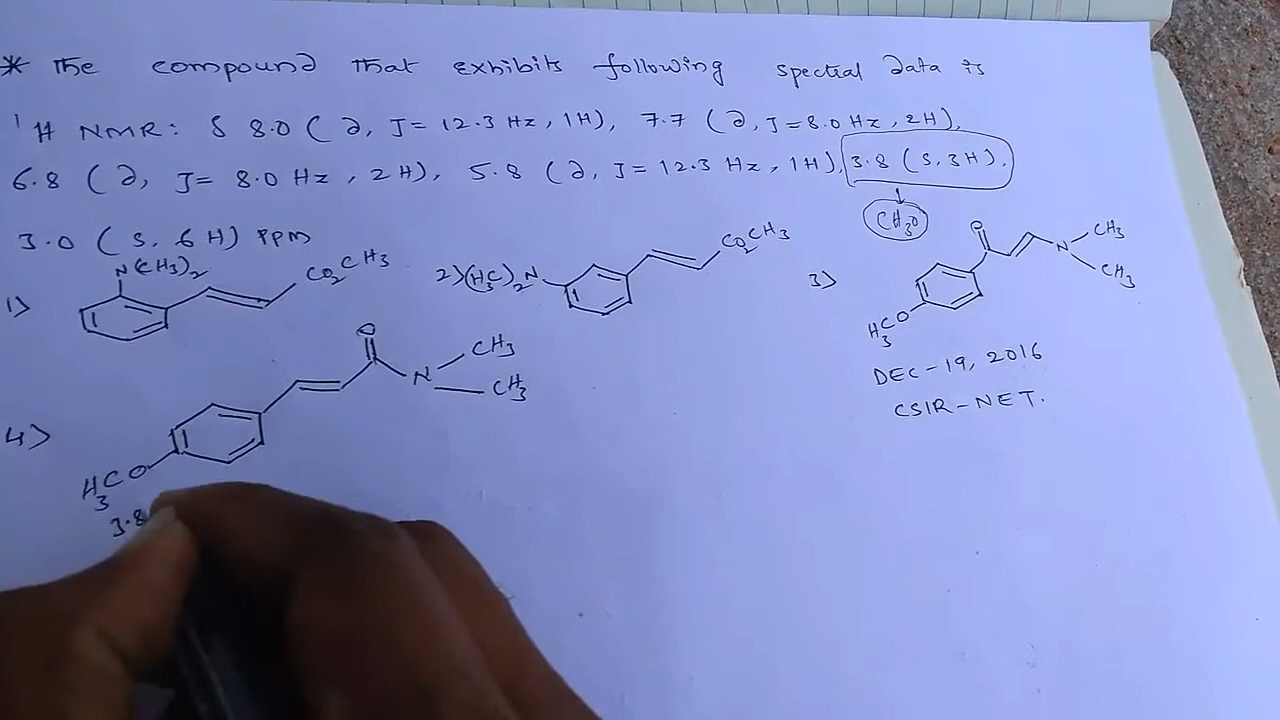 * The compound that exhibits following spectral data is
¹H NMR: δ 8.0 (d, J = 12.3 Hz, 1H), 7.7 (d, J = 8.0 Hz, 2H),
6.8 (d, J = 8.0 Hz, 2H), 5.8 (d, J = 12.3 Hz, 1H), 3.8 (s, 3H),
CH₃O
3.0 (s, 6H) PPM
1) N(CH₃)₂ CO₂CH₃
2) (H₃C)₂N CO₂CH₃
3) O N CH₃ CH₃ H₃CO
DEC-19, 2016
CSIR-NET.
4) O N CH₃ CH₃ H₃CO
3.8